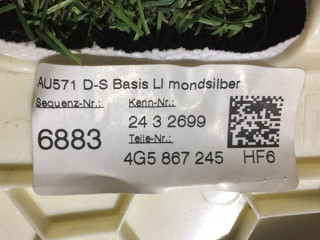 AU571 D-S Basis LI mondsilber
Sequenz-Nr.: Kenn-Nr.:
6883 24 3 2699
Teile-Nr.:
4G5 867 245 HF6